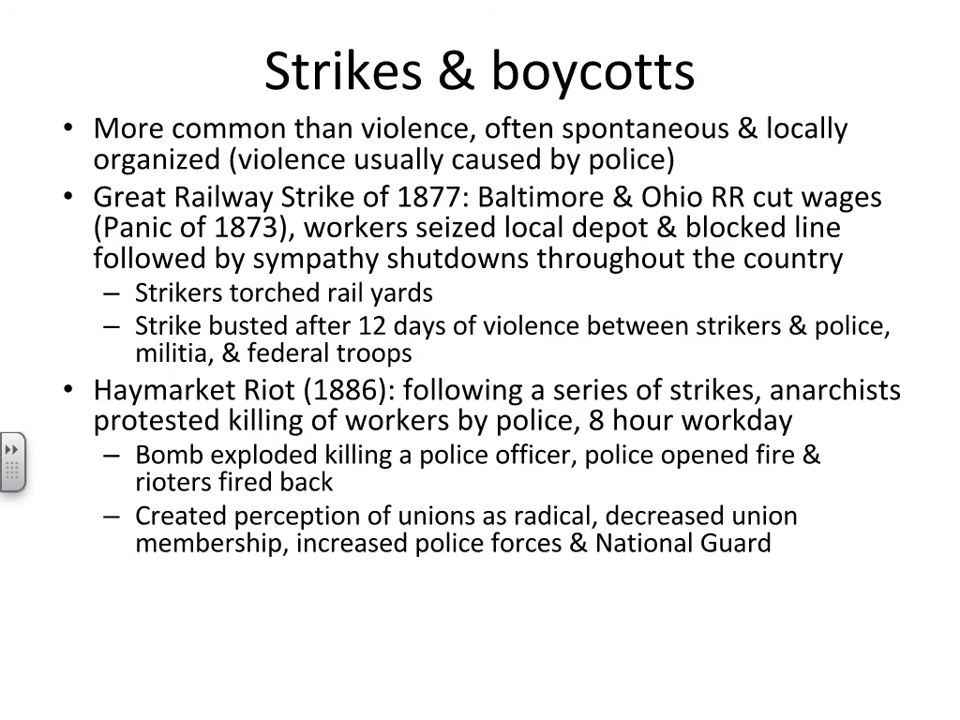 Strikes & boycotts
• More common than violence, often spontaneous & locally
organized (violence usually caused by police)
• Great Railway Strike of 1877: Baltimore & Ohio RR cut wages
(Panic of 1873), workers seized local depot & blocked line
followed by sympathy shutdowns throughout the country
– Strikers torched rail yards
– Strike busted after 12 days of violence between strikers & police,
militia, & federal troops
• Haymarket Riot (1886): following a series of strikes, anarchists
protested killing of workers by police, 8 hour workday
– Bomb exploded killing a police officer, police opened fire &
rioters fired back
– Created perception of unions as radical, decreased union
membership, increased police forces & National Guard